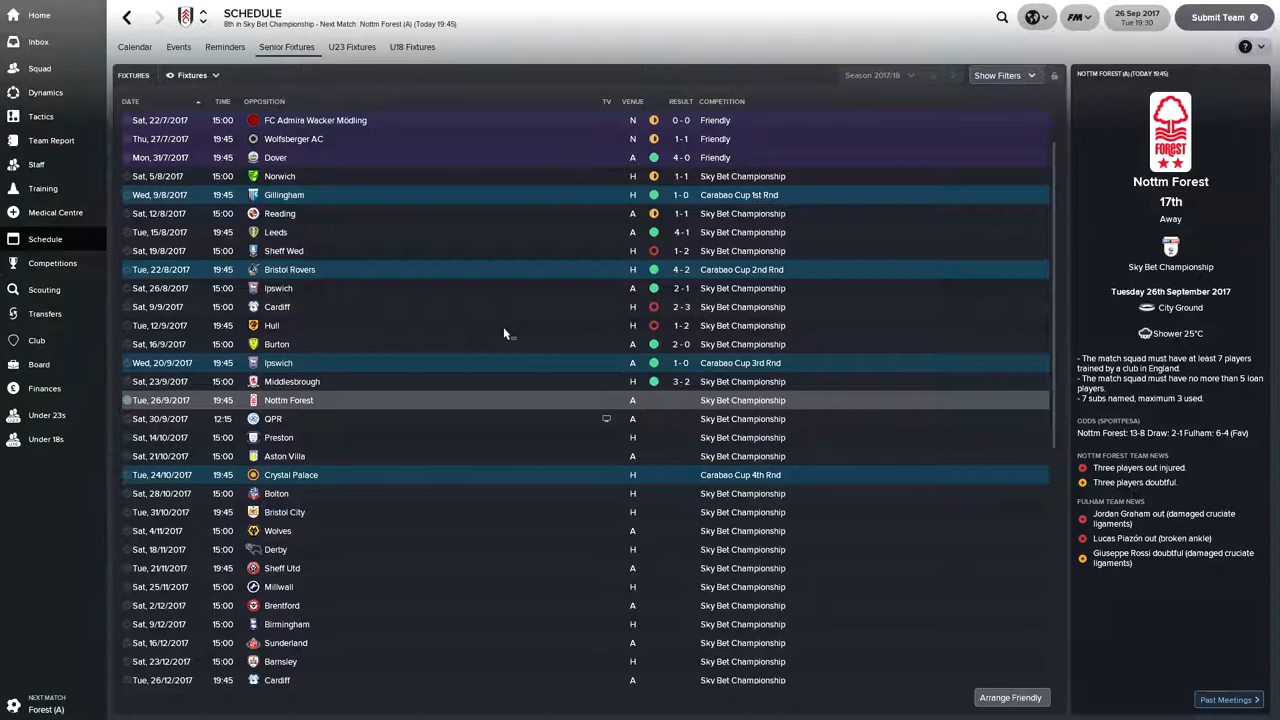 Home
Inbox
Squad
Dynamics
Tactics
Team Report
Staff
Training
Medical Centre
Schedule
Competitions
Scouting
Transfers
Club
Board
Finances
Under 23s
Under 18s
NEXT MATCH
Forest (A)
SCHEDULE
8th in Sky Bet Championship - Next Match: Nottm Forest (A) (Today 19:45)
FM
26 Sep 2017
Tue 19:30
Submit Team
Calendar Events Reminders Senior Fixtures U23 Fixtures U18 Fixtures
?
FIXTURES Fixtures Season 2017/18 Show Filters
DATE TIME OPPOSITION TV VENUE RESULT COMPETITION
Sat, 22/7/2017 15:00 FC Admira Wacker Mödling N 0 - 0 Friendly
Thu, 27/7/2017 19:45 Wolfsberger AC N 1-1 Friendly
Mon, 31/7/2017 19:45 Dover A 4 - 0 Friendly
Sat, 5/8/2017 15:00 Norwich H 1-1 Sky Bet Championship
Wed, 9/8/2017 19:45 Gillingham H 1 - 0 Carabao Cup 1st Rnd
Sat, 12/8/2017 15:00 Reading A 1-1 Sky Bet Championship
Tue, 15/8/2017 19:45 Leeds A 4 - 1 Sky Bet Championship
Sat, 19/8/2017 15:00 Sheff Wed H 1 - 2 Sky Bet Championship
Tue, 22/8/2017 19:45 Bristol Rovers H 4 - 2 Carabao Cup 2nd Rnd
Sat, 26/8/2017 15:00 Ipswich A 2 - 1 Sky Bet Championship
Sat, 9/9/2017 15:00 Cardiff H 2 - 3 Sky Bet Championship
Tue, 12/9/2017 19:45 Hull H 1 - 2 Sky Bet Championship
Sat, 16/9/2017 15:00 Burton A 2 - 0 Sky Bet Championship
Wed, 20/9/2017 19:45 Ipswich A 1 - 0 Carabao Cup 3rd Rnd
Sat, 23/9/2017 15:00 Middlesbrough H 3 - 2 Sky Bet Championship
Tue, 26/9/2017 19:45 Nottm Forest A Sky Bet Championship
Sat, 30/9/2017 12:15 QPR A Sky Bet Championship
Sat, 14/10/2017 15:00 Preston H Sky Bet Championship
Sat, 21/10/2017 15:00 Aston Villa A Sky Bet Championship
Tue, 24/10/2017 19:45 Crystal Palace H Carabao Cup 4th Rnd
Sat, 28/10/2017 15:00 Bolton H Sky Bet Championship
Tue, 31/10/2017 19:45 Bristol City H Sky Bet Championship
Sat, 4/11/2017 15:00 Wolves A Sky Bet Championship
Sat, 18/11/2017 15:00 Derby H Sky Bet Championship
Tue, 21/11/2017 19:45 Sheff Utd A Sky Bet Championship
Sat, 25/11/2017 15:00 Millwall H Sky Bet Championship
Sat, 2/12/2017 15:00 Brentford A Sky Bet Championship
Sat, 9/12/2017 15:00 Birmingham H Sky Bet Championship
Sat, 16/12/2017 15:00 Sunderland A Sky Bet Championship
Sat, 23/12/2017 15:00 Barnsley H Sky Bet Championship
Tue, 26/12/2017 19:45 Cardiff A Sky Bet Championship
Arrange Friendly
NOTTM FOREST (A) (TODAY 19:45)
FOREST
Nottm Forest
17th
Away
Sky Bet Championship
Tuesday 26th September 2017
City Ground
Shower 25°C
- The match squad must have at least 7 players
trained by a club in England.
- The match squad must have no more than 5 loan
players.
- 7 subs named, maximum 3 used.
ODDS (SPORTPESA)
Nottm Forest: 13-8 Draw: 2-1 Fulham: 6-4 (Fav)
NOTTM FOREST TEAM NEWS
Three players out injured.
Three players doubtful.
FULHAM TEAM NEWS
Jordan Graham out (damaged cruciate
ligaments)
Lucas Piazón out (broken ankle)
Giuseppe Rossi doubtful (damaged cruciate
ligaments)
Past Meetings